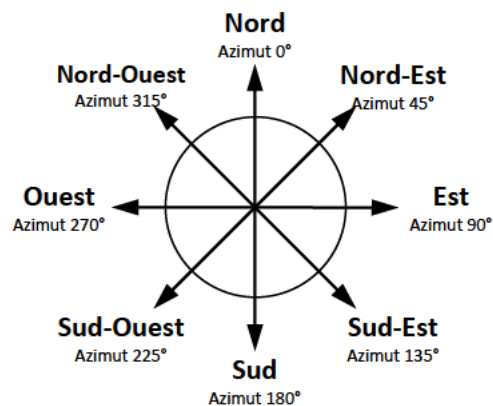 Nord
Azimut 0°
Nord-Ouest
Azimut 315°
Nord-Est
Azimut 45°
Ouest
Azimut 270°
Est
Azimut 90°
Sud-Ouest
Azimut 225°
Sud-Est
Azimut 135°
Sud
Azimut 180°